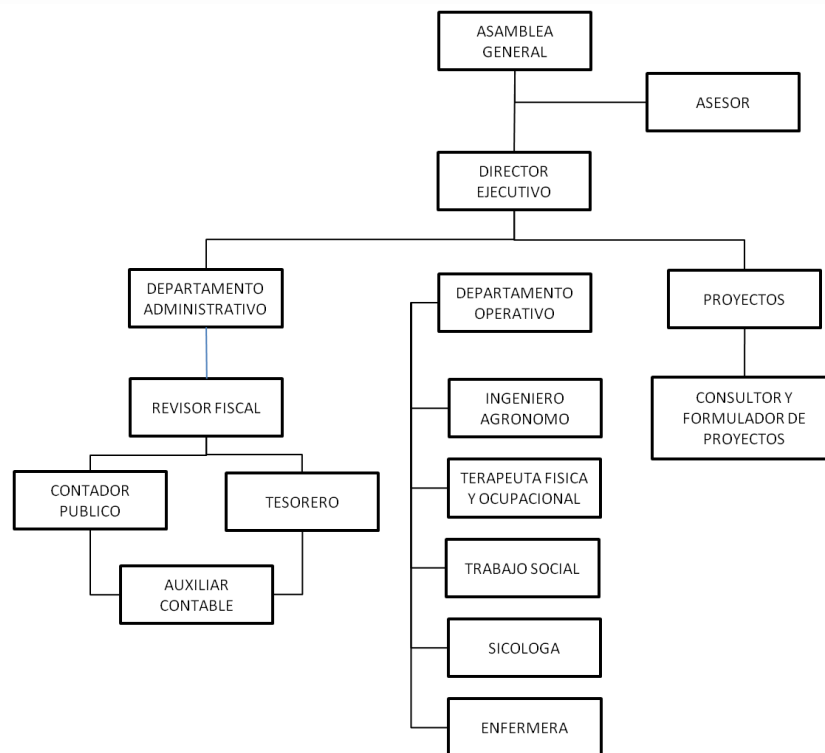 ASAMBLEA
GENERAL
ASESOR
DIRECTOR
EJECUTIVO
DEPARTAMENTO
ADMINISTRATIVO
DEPARTAMENTO
OPERATIVO
PROYECTOS
REVISOR FISCAL
INGENIERO
AGRONOMO
CONSULTOR Y
FORMULADOR DE
PROYECTOS
CONTADOR
PUBLICO
TESORERO
TERAPEUTA FISICA
Y OCUPACIONAL
AUXILIAR
CONTABLE
TRABAJO SOCIAL
SICOLOGA
ENFERMERA